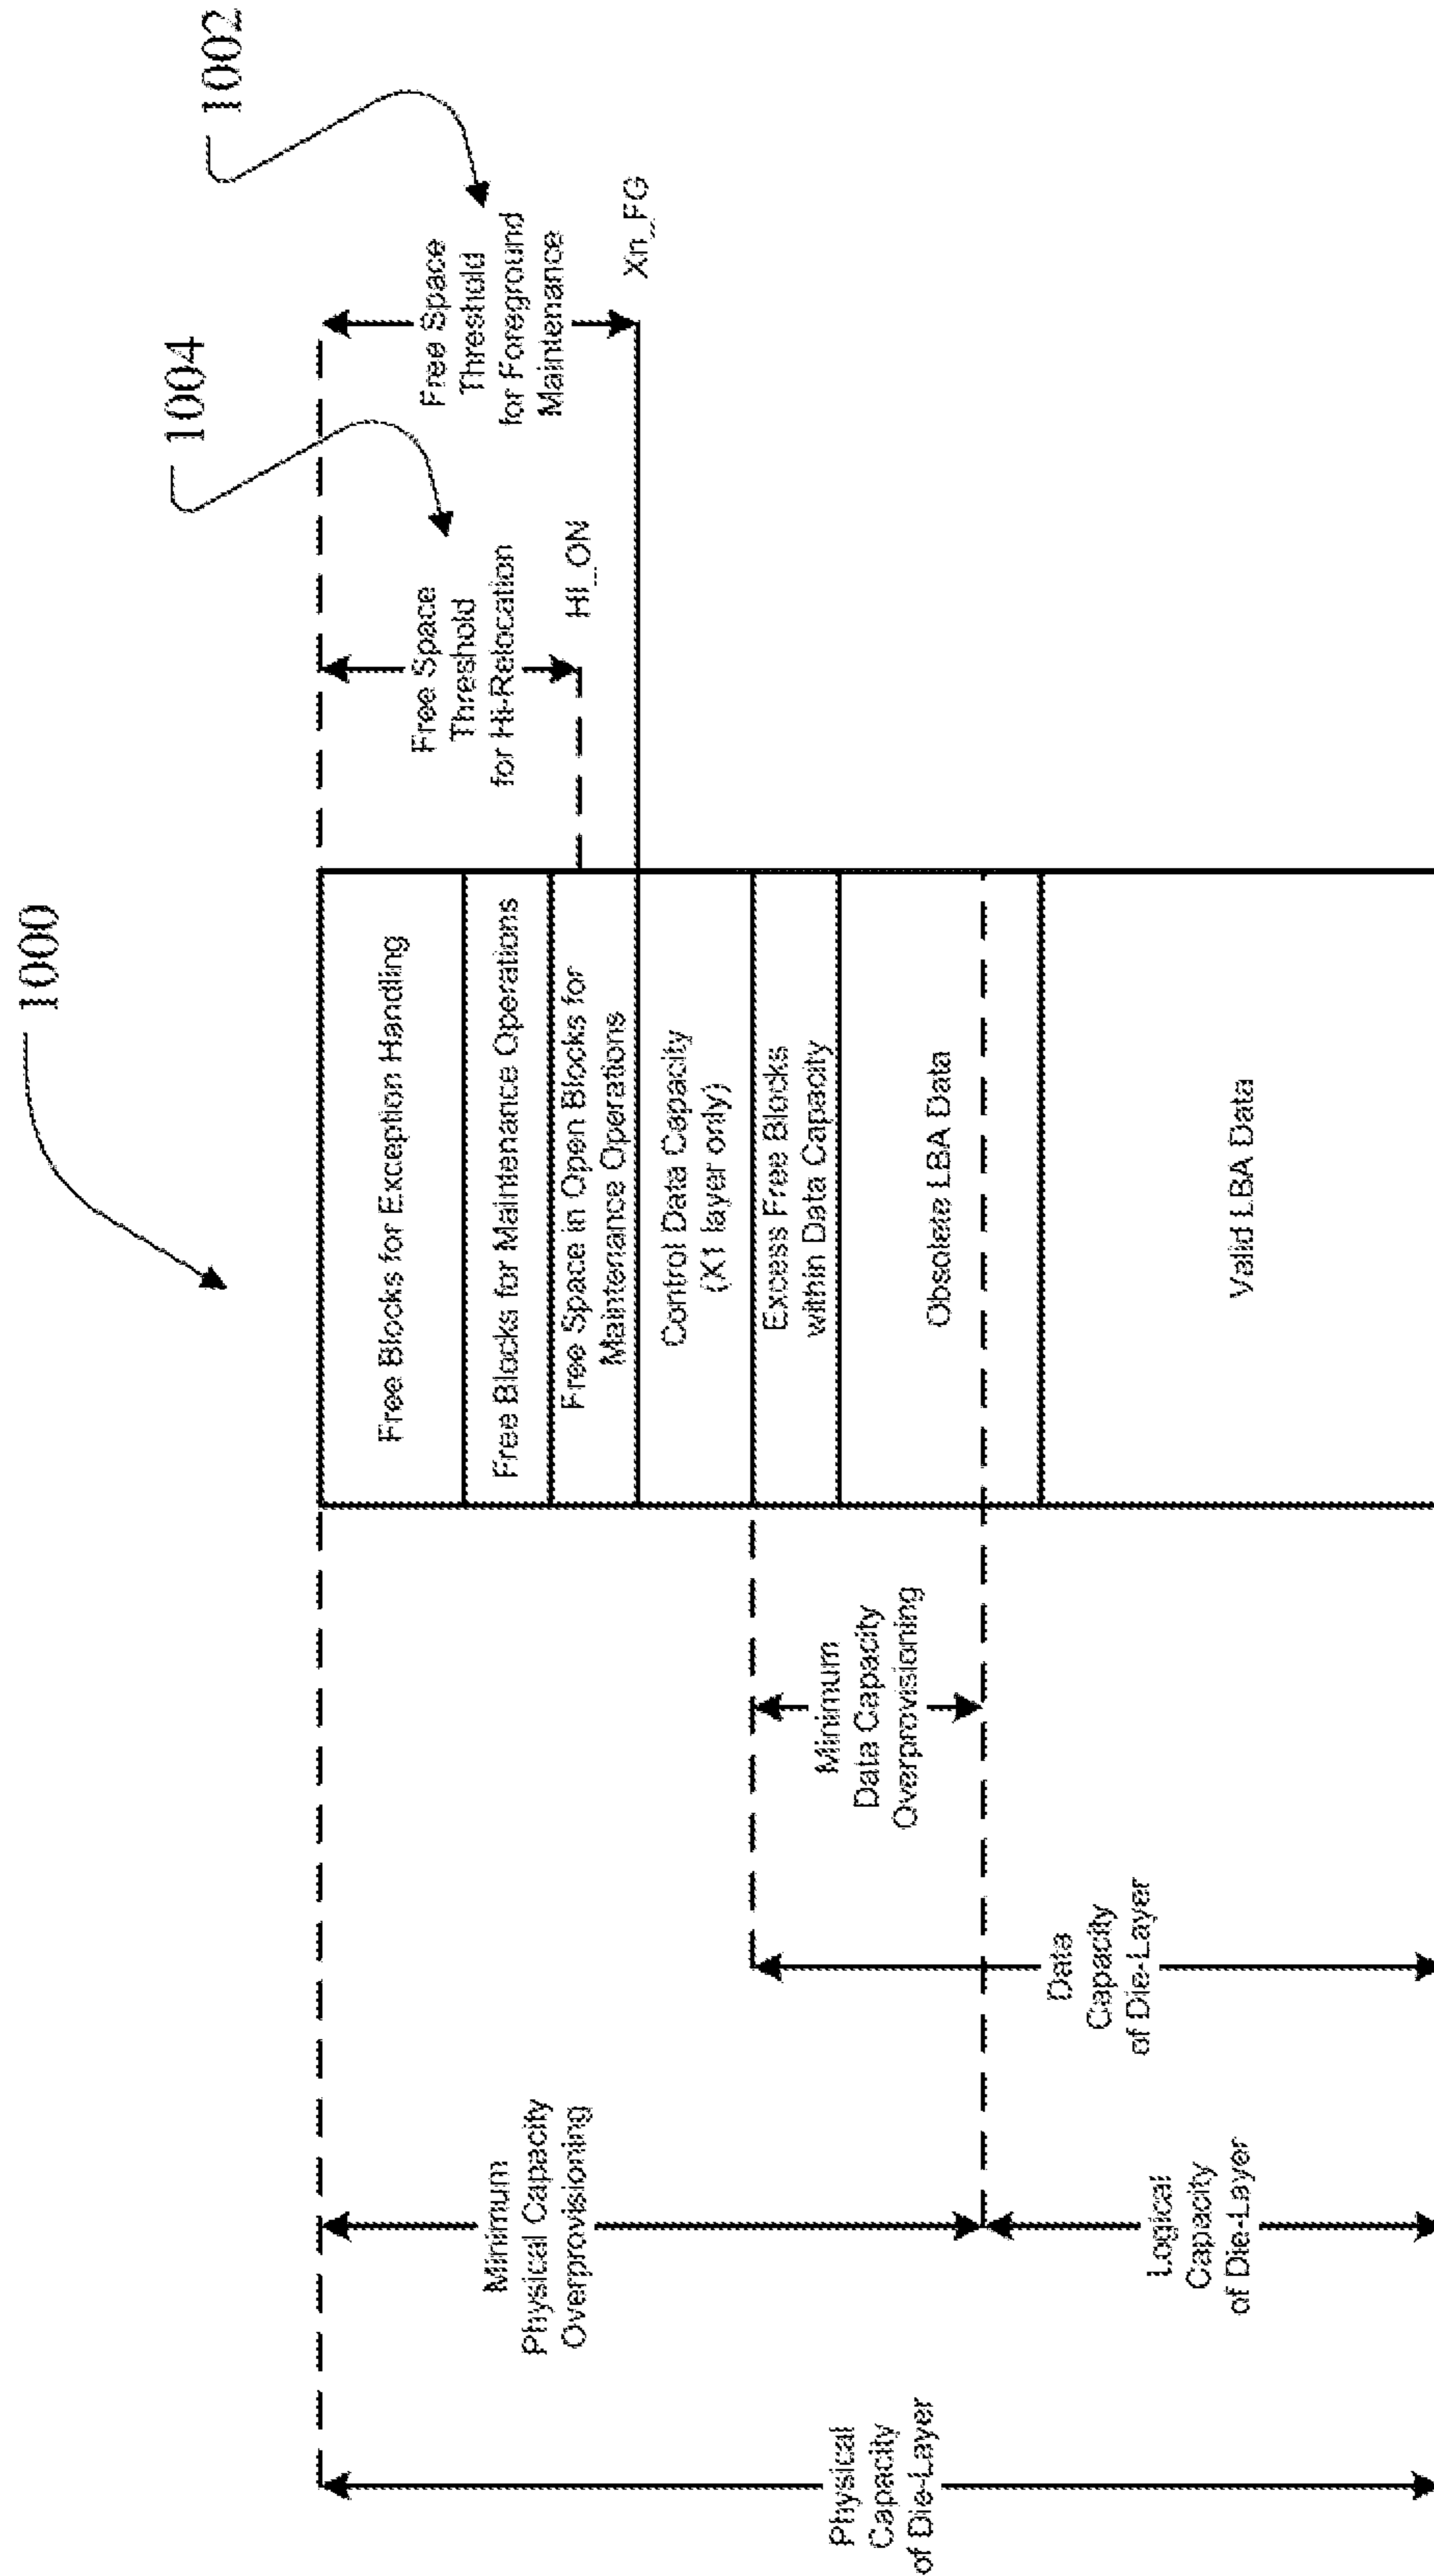 1000
1002
1004
Free Space
Threshold
for Foreground
Maintenance
Xn_FG
Free Space
Threshold
for Hi-Relocation
HI_ON
Free Blocks for Exception Handling
Free Blocks for Maintenance Operations
Free Space in Open Blocks for
Maintenance Operations
Control Data Capacity
(X1 layer only)
Excess Free Blocks
within Data Capacity
Obsolete LBA Data
Valid LBA Data
Minimum
Data Capacity
Overprovisioning
Data
Capacity
of Die-Layer
Minimum
Physical Capacity
Overprovisioning
Logical
Capacity
of Die-Layer
Physical
Capacity
of Die-Layer